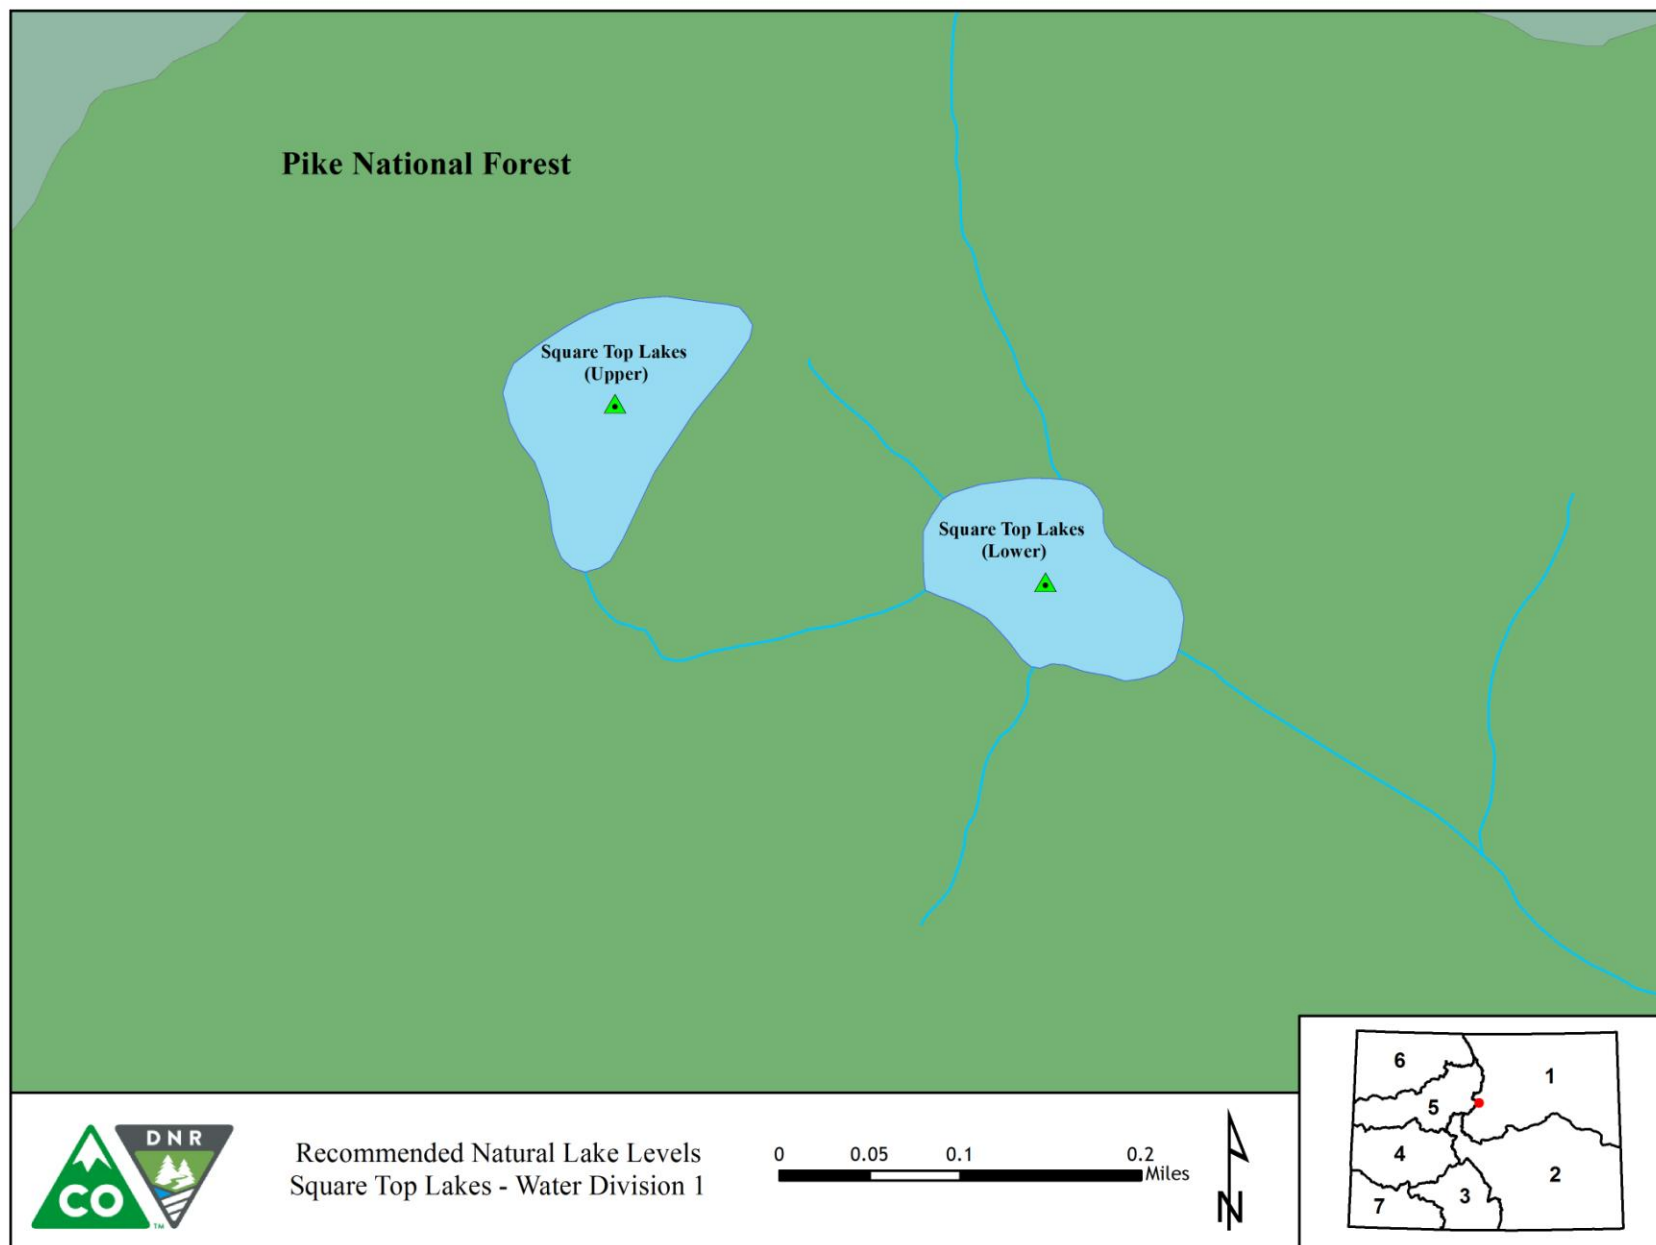 Pike National Forest
Square Top Lakes
(Upper)
Square Top Lakes
(Lower)
6
1
5
4
2
3
7
CO
TM
DNR
Recommended Natural Lake Levels
Square Top Lakes - Water Division 1
0 0.05 0.1 0.2
Miles
N